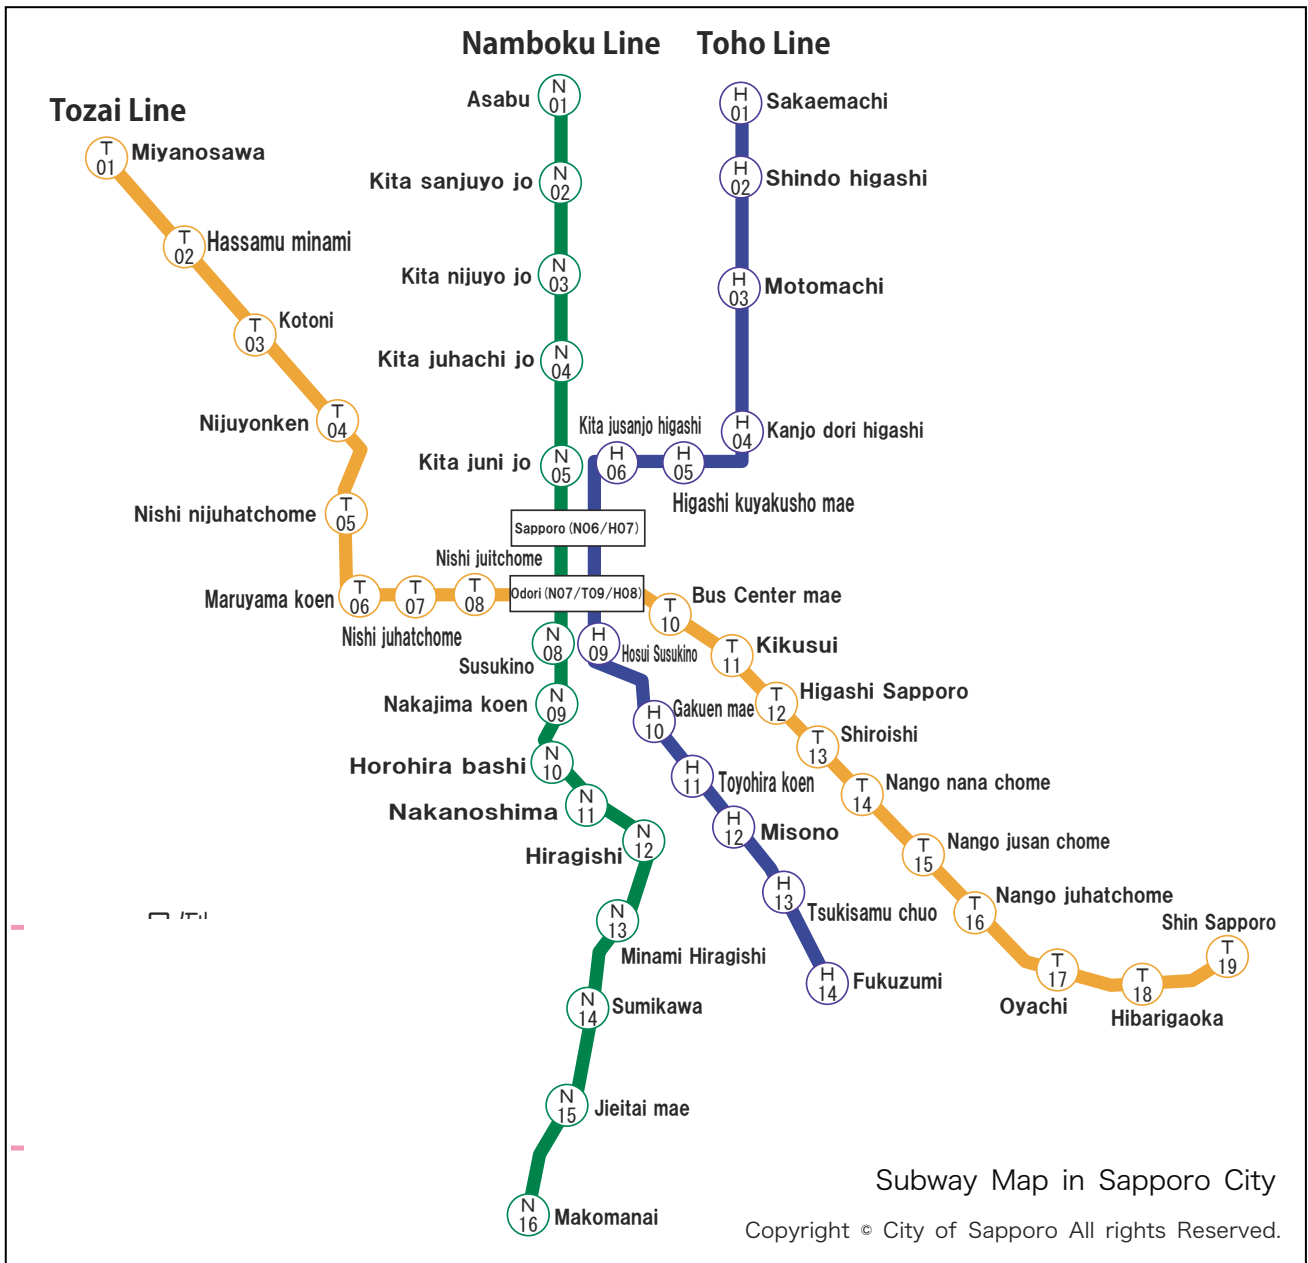 Namboku Line
Toho Line
Tozai Line
T
01
Miyanosawa
T
02
Hassamu minami
T
03
Kotoni
Nijuyonken
T
04
Nishi nijuhatchome
T
05
Maruyama koen
T
06
T
07
Nishi juhatchome
T
08
Nishi juitchome
Asabu
N
01
Kita sanjuyo jo
N
02
Kita nijuyo jo
N
03
Kita juhachi jo
N
04
Kita juni jo
N
05
Sapporo (N06/H07)
Odori (N07/T09/H08)
N
08
Susukino
Nakajima koen
N
09
Horohira bashi
N
10
Nakanoshima
N
11
Hiragishi
N
12
N
13
Minami Hiragishi
N
14
Sumikawa
N
15
Jieitai mae
N
16
Makomanai
H
01
Sakaemachi
H
02
Shindo higashi
H
03
Motomachi
H
04
Kanjo dori higashi
H
05
Higashi kuyakusho mae
Kita jusanjo higashi
H
06
H
09
Hosui Susukino
H
10
Gakuen mae
H
11
Toyohira koen
H
12
Misono
H
13
Tsukisamu chuo
H
14
Fukuzumi
T
10
Bus Center mae
T
11
Kikusui
T
12
Higashi Sapporo
T
13
Shiroishi
T
14
Nango nana chome
T
15
Nango jusan chome
T
16
Nango juhatchome
T
17
Oyachi
T
18
Hibarigaoka
Shin Sapporo
T
19
Subway Map in Sapporo City
Copyright © City of Sapporo All rights Reserved.